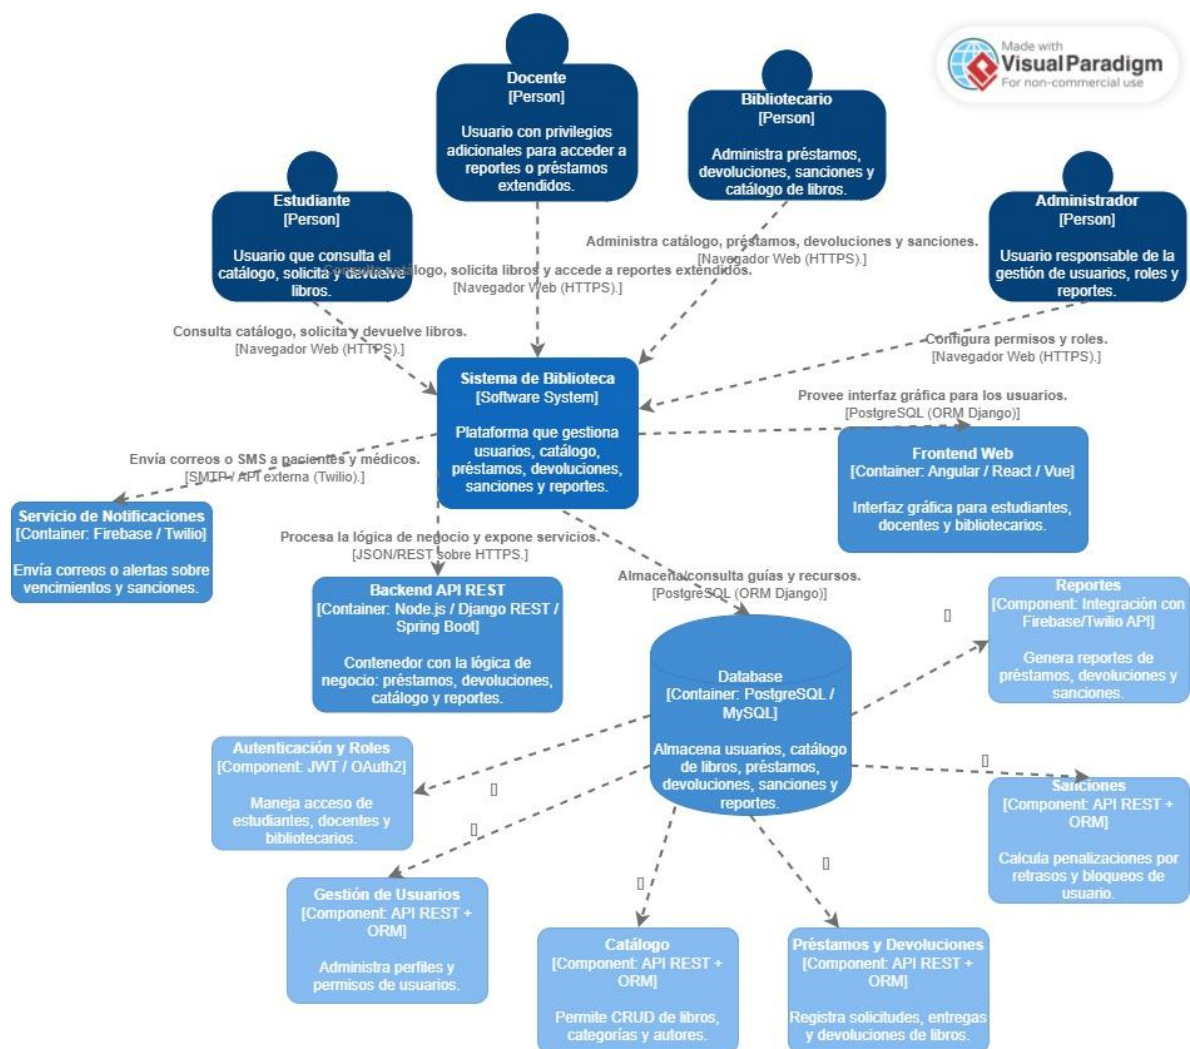 Made with
Visual Paradigm
For non-commercial use
Docente
[Person]
Usuario con privilegios
adicionales para acceder a
reportes o préstamos
extendidos.
Bibliotecario
[Person]
Administra préstamos,
devoluciones, sanciones y
catálogo de libros.
Estudiante
[Person]
Usuario que consulta el
catálogo, solicita y devuelve
libros.
Administrador
[Person]
Usuario responsable de la
gestión de usuarios, roles y
reportes.
Administra catálogo, préstamos, devoluciones y sanciones.
[Navegador Web (HTTPS).]
Consulta catálogo, solicita libros y accede a reportes extendidos.
[Navegador Web (HTTPS).]
Consulta catálogo, solicita y devuelve libros.
[Navegador Web (HTTPS).]
Configura permisos y roles.
[Navegador Web (HTTPS).]
Sistema de Biblioteca
[Software System]
Plataforma que gestiona
usuarios, catálogo,
préstamos, devoluciones,
sanciones y reportes.
Provee interfaz gráfica para los usuarios.
[PostgreSQL (ORM Django)]
Frontend Web
[Container: Angular / React / Vue]
Interfaz gráfica para estudiantes,
docentes y bibliotecarios.
Envía correos o SMS a pacientes y médicos.
[SMTP / API externa (Twilio).]
Servicio de Notificaciones
[Container: Firebase / Twilio]
Envía correos o alertas sobre
vencimientos y sanciones.
Procesa la lógica de negocio y expone servicios.
[JSON/REST sobre HTTPS.]
Backend API REST
[Container: Node.js / Django REST /
Spring Boot]
Contenedor con la lógica de
negocio: préstamos, devoluciones,
catálogo y reportes.
Almacena/consulta guías y recursos.
[PostgreSQL (ORM Django)]
Database
[Container: PostgreSQL /
MySQL]
Almacena usuarios, catálogo
de libros, préstamos,
devoluciones, sanciones y
reportes.
[]
Reportes
[Component: Integración con
Firebase/Twilio API]
Genera reportes de
préstamos, devoluciones y
sanciones.
Autenticación y Roles
[Component: JWT / OAuth2]
Maneja acceso de
estudiantes, docentes y
bibliotecarios.
[]
[]
Sanciones
[Component: API REST +
ORM]
Calcula penalizaciones por
retrasos y bloqueos de
usuario.
[]
Gestión de Usuarios
[Component: API REST +
ORM]
Administra perfiles y
permisos de usuarios.
[]
[]
Catálogo
[Component: API REST +
ORM]
Permite CRUD de libros,
categorías y autores.
Préstamos y Devoluciones
[Component: API REST +
ORM]
Registra solicitudes, entregas
y devoluciones de libros.